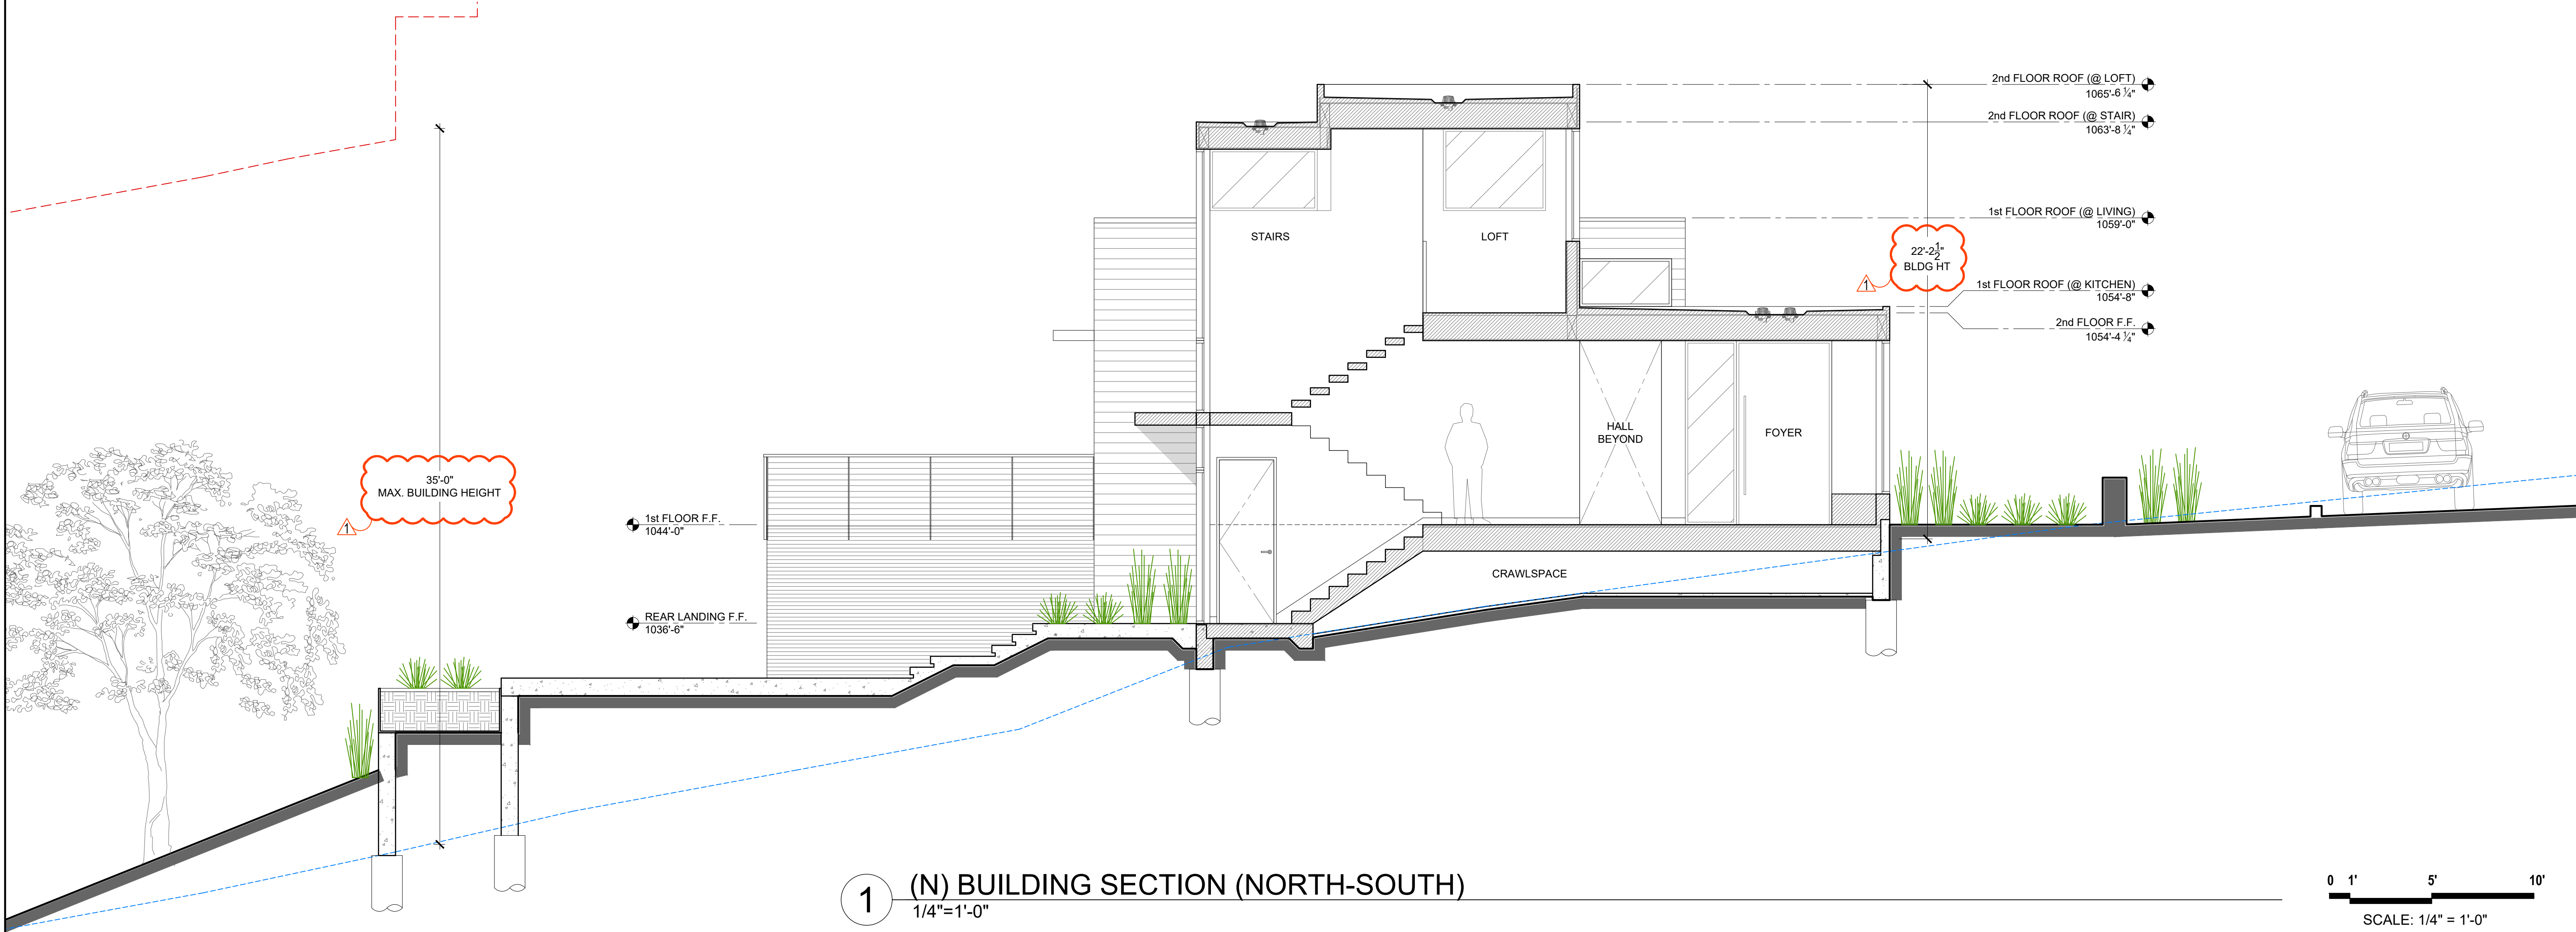 2nd FLOOR ROOF (@ LOFT)
1065'-6 ¼"
2nd FLOOR ROOF (@ STAIR)
1063'-8 ¼"
1st FLOOR ROOF (@ LIVING)
1059'-0"
22'-2½"
BLDG HT
1
1st FLOOR ROOF (@ KITCHEN)
1054'-8"
2nd FLOOR F.F.
1054'-4 ¼"
STAIRS
LOFT
HALL
BEYOND
FOYER
35'-0"
MAX. BUILDING HEIGHT
1
1st FLOOR F.F.
1044'-0"
CRAWLSPACE
REAR LANDING F.F.
1036'-6"
1
(N) BUILDING SECTION (NORTH-SOUTH)
1/4"=1'-0"
0 1' 5' 10'
SCALE: 1/4" = 1'-0"